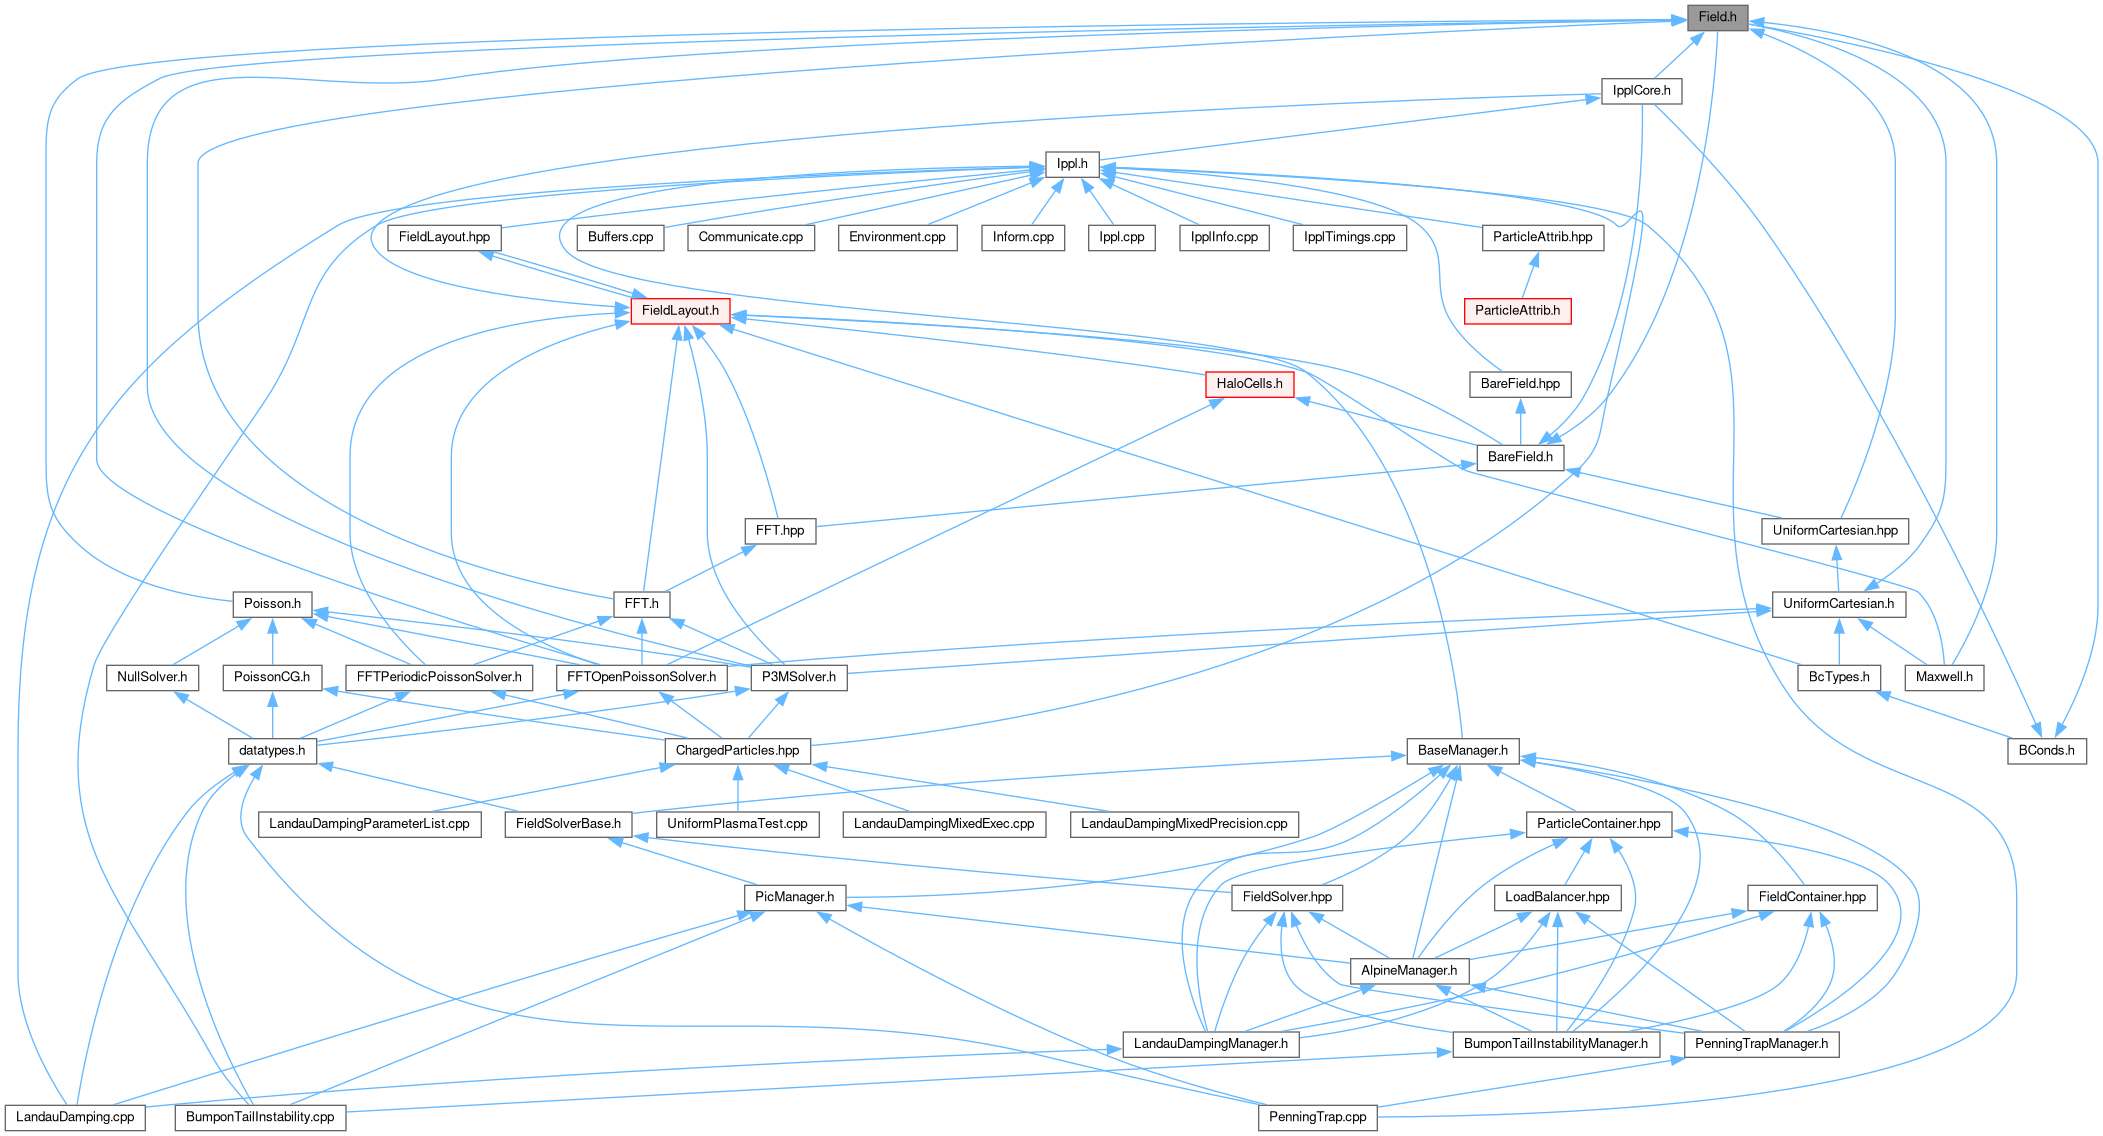 Field.h
IpplCore.h
Ippl.h
FieldLayout.hpp
Buffers.cpp
Communicate.cpp
Environment.cpp
Inform.cpp
Ippl.cpp
IpplInfo.cpp
IpplTimings.cpp
ParticleAttrib.hpp
FieldLayout.h
ParticleAttrib.h
HaloCells.h
BareField.hpp
BareField.h
FFT.hpp
UniformCartesian.hpp
Poisson.h
FFT.h
UniformCartesian.h
NullSolver.h
PoissonCG.h
FFTPeriodicPoissonSolver.h
FFTOpenPoissonSolver.h
P3MSolver.h
BcTypes.h
Maxwell.h
datatypes.h
ChargedParticles.hpp
BaseManager.h
BConds.h
LandauDampingParameterList.cpp
FieldSolverBase.h
UniformPlasmaTest.cpp
LandauDampingMixedExec.cpp
LandauDampingMixedPrecision.cpp
ParticleContainer.hpp
PicManager.h
FieldSolver.hpp
LoadBalancer.hpp
FieldContainer.hpp
AlpineManager.h
LandauDampingManager.h
BumponTailInstabilityManager.h
PenningTrapManager.h
LandauDamping.cpp
BumponTailInstability.cpp
PenningTrap.cpp